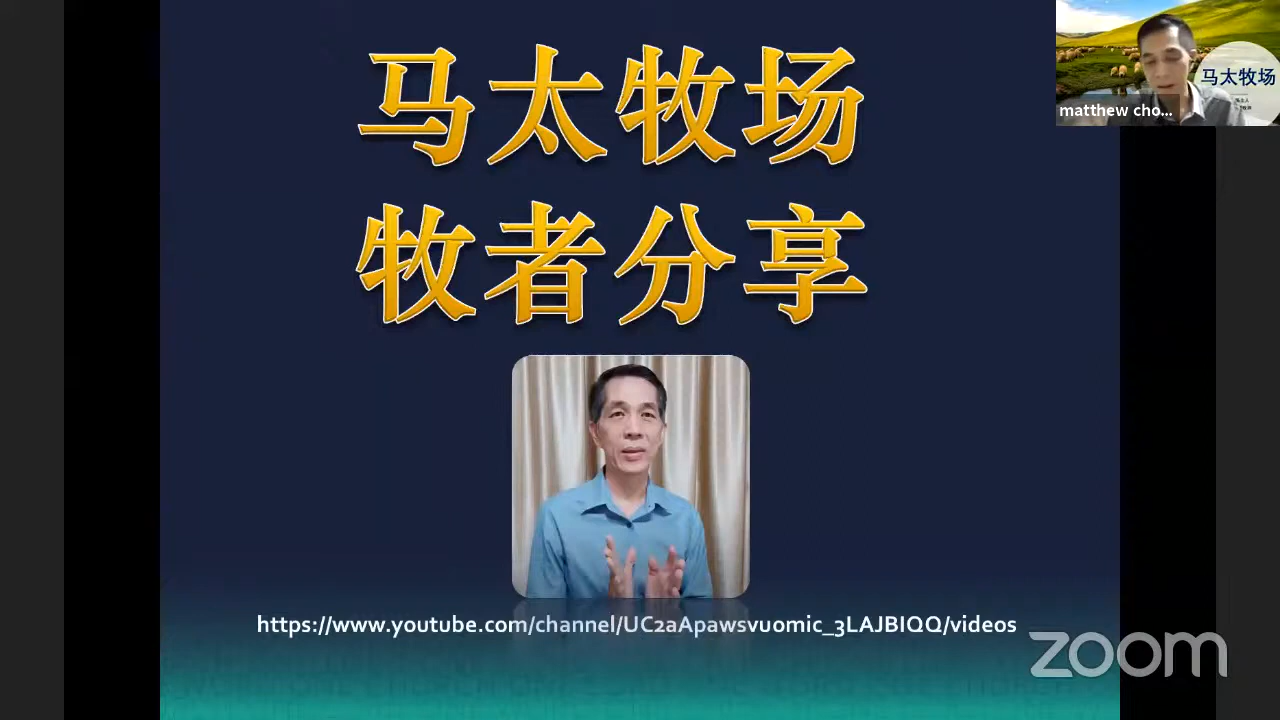 马太牧场
牧者分享
https://www.youtube.com/channel/UC2aApawsvuomic_3LAJBIQQ/videos
zoom
马太牧场
matthew cho...